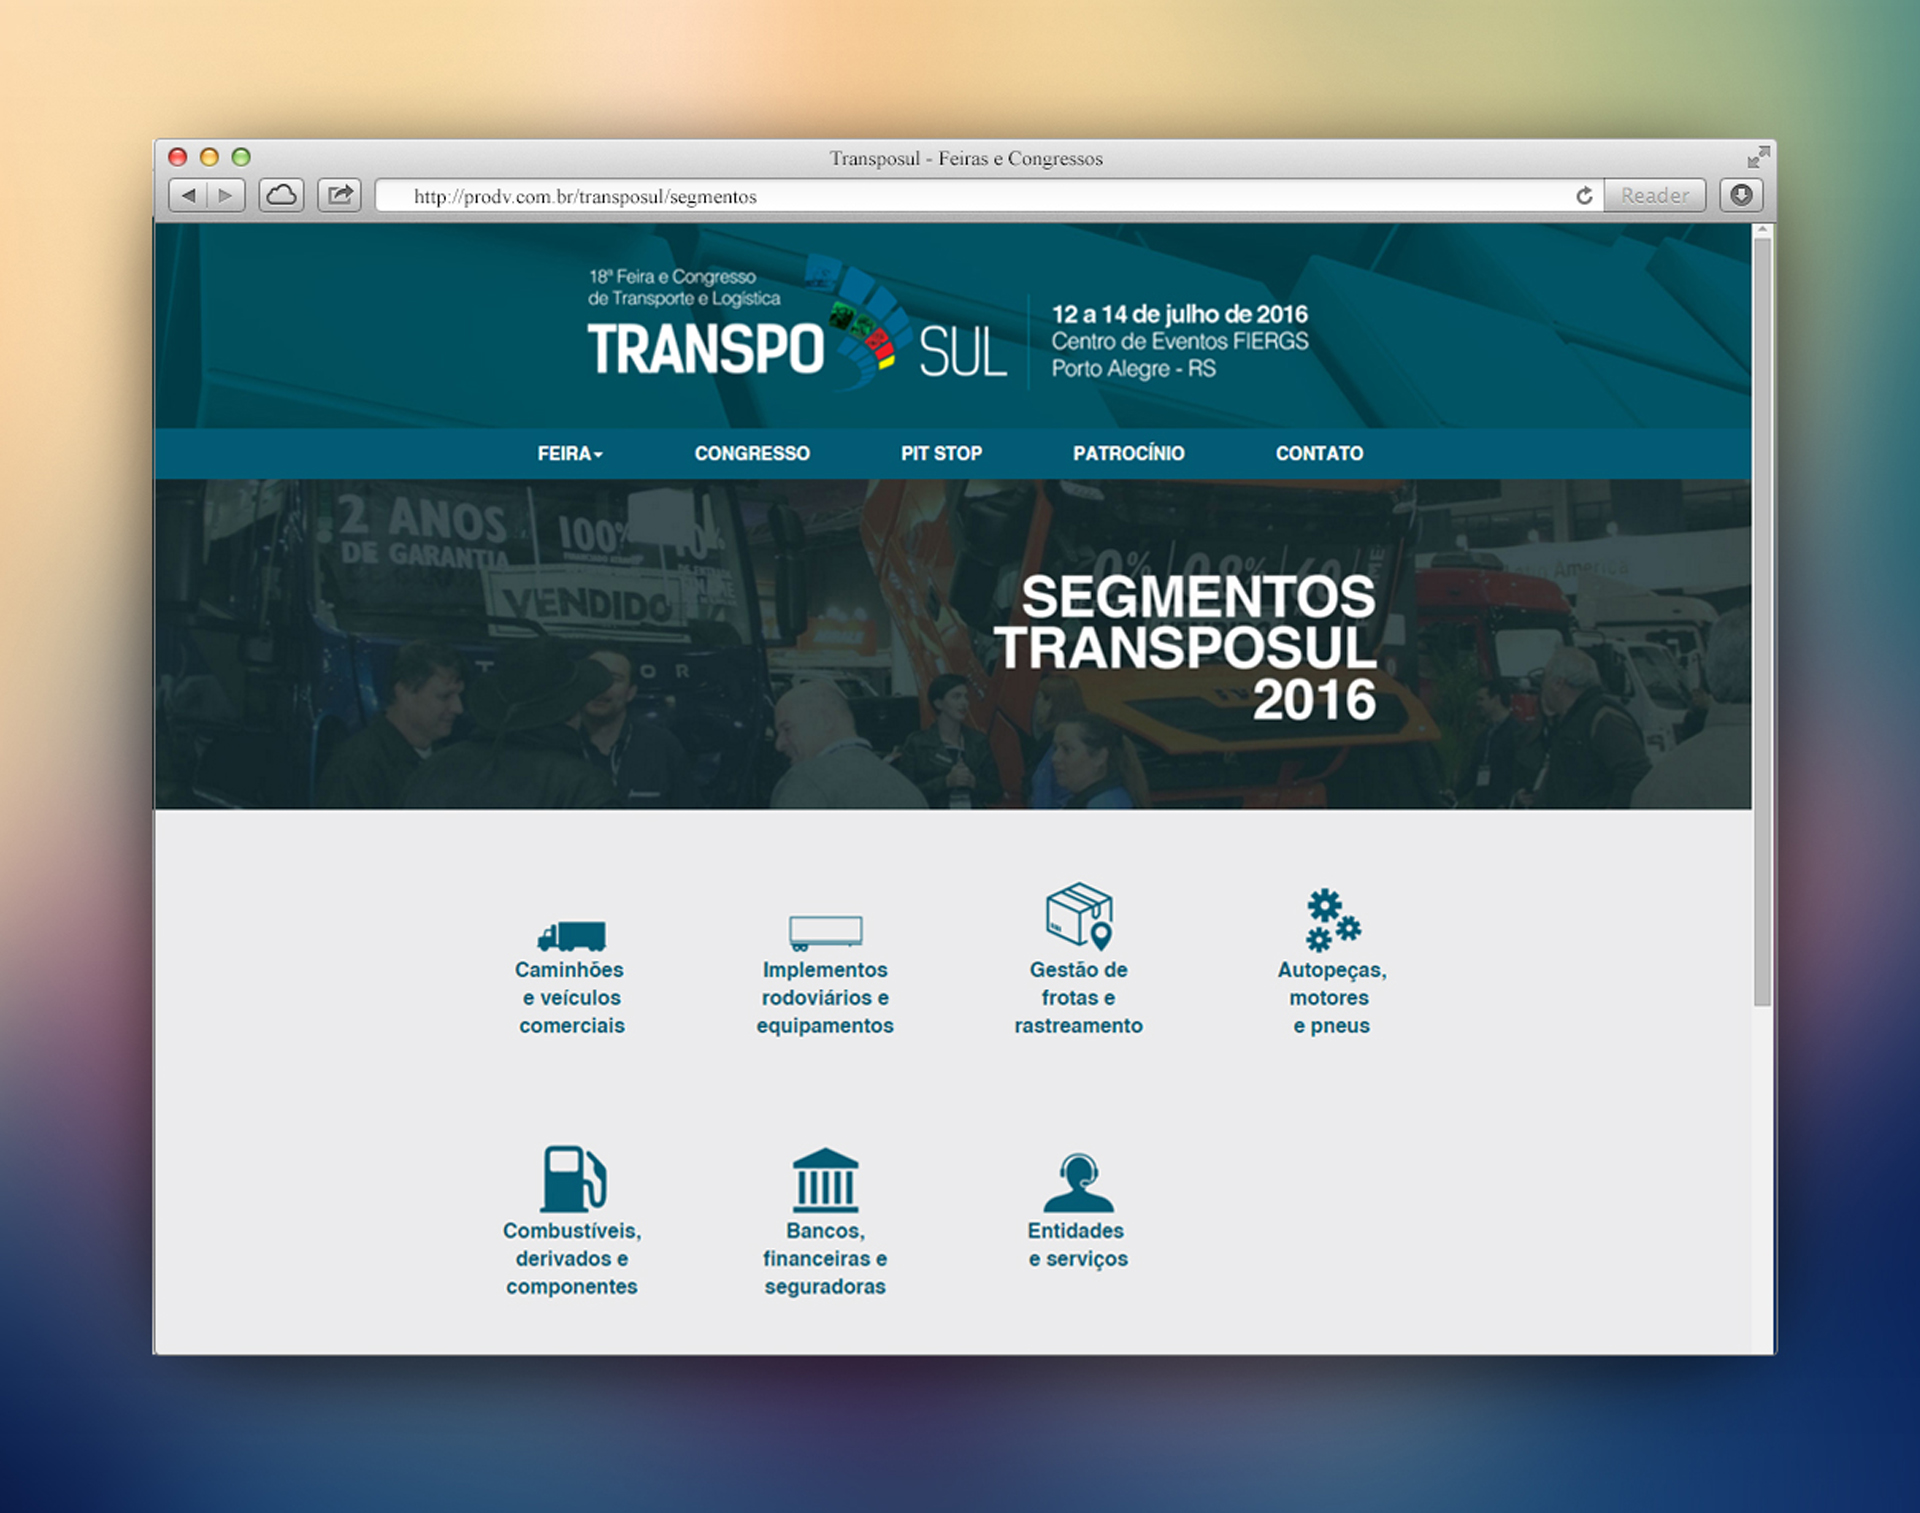 Transposul - Feiras e Congressos
http://prodv.com.br/transposul/segmentos
Reader
18ª Feira e Congresso
de Transporte e Logística
TRANSPO SUL
12 a 14 de julho de 2016
Centro de Eventos FIERGS
Porto Alegre - RS
FEIRA
CONGRESSO
PIT STOP
PATROCÍNIO
CONTATO
2 ANOS
DE GARANTIA
100%
VENDIDO
SEGMENTOS
TRANSPOSUL
2016
Caminhões
e veículos
comerciais
Implementos
rodoviários e
equipamentos
Gestão de
frotas e
rastreamento
Autopeças,
motores
e pneus
Combustíveis,
derivados e
componentes
Bancos,
financeiras e
seguradoras
Entidades
e serviços